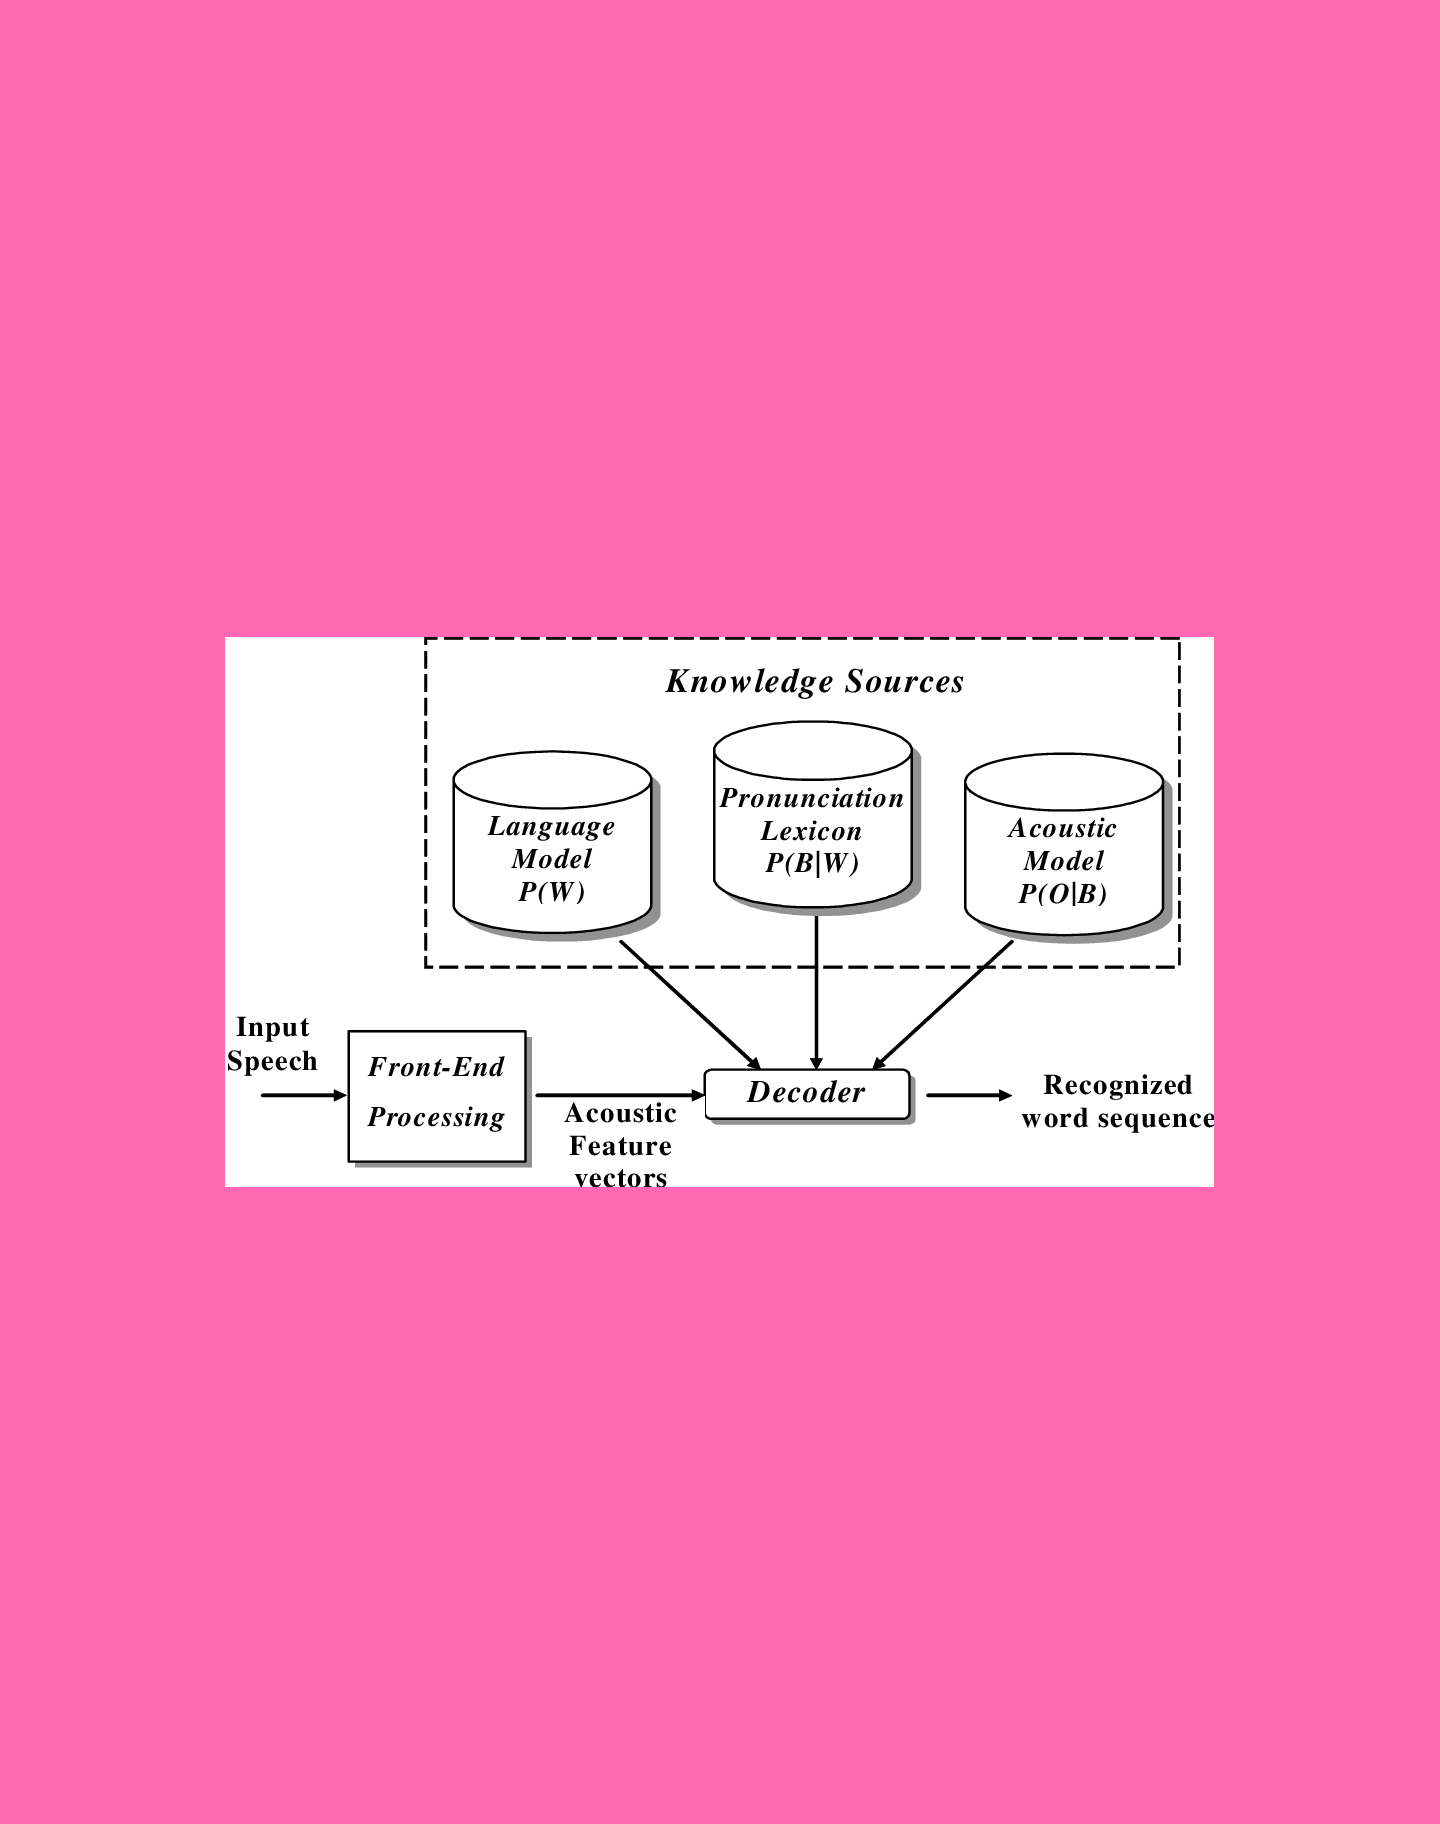 Knowledge Sources
Language
Model
P(W)
Pronunciation
Lexicon
P(B|W)
Acoustic
Model
P(O|B)
Input
Speech
Front-End
Processing
Acoustic
Feature
vectors
Decoder
Recognized
word sequence